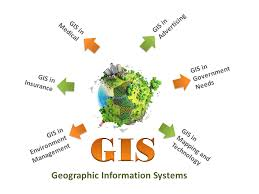 GIS in
Medical
GIS in
Advertising
GIS in
Insurance
GIS in
Government
Needs
GIS in
Environment
Management
GIS in
Mapping and
Technology
GIS
Geographic Information Systems